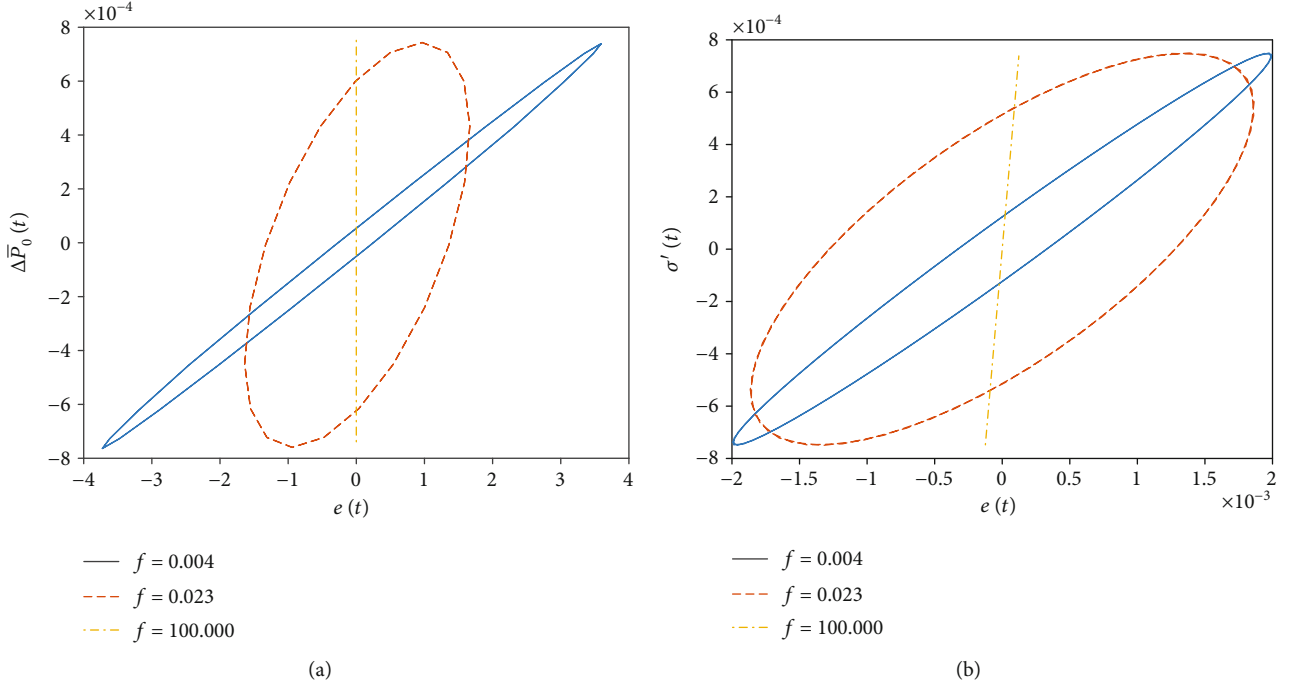 ×10⁻⁴
8
6
4
2
0
−2
−4
−6
−8
ΔP̅₀ (t)
−4 −3 −2 −1 0 1 2 3 4
e (t)
f = 0.004
f = 0.023
f = 100.000
(a)
×10⁻⁴
8
6
4
2
0
−2
−4
−6
−8
σ′ (t)
−2 −1.5 −1 −0.5 0 0.5 1 1.5 2
×10⁻³
e (t)
f = 0.004
f = 0.023
f = 100.000
(b)